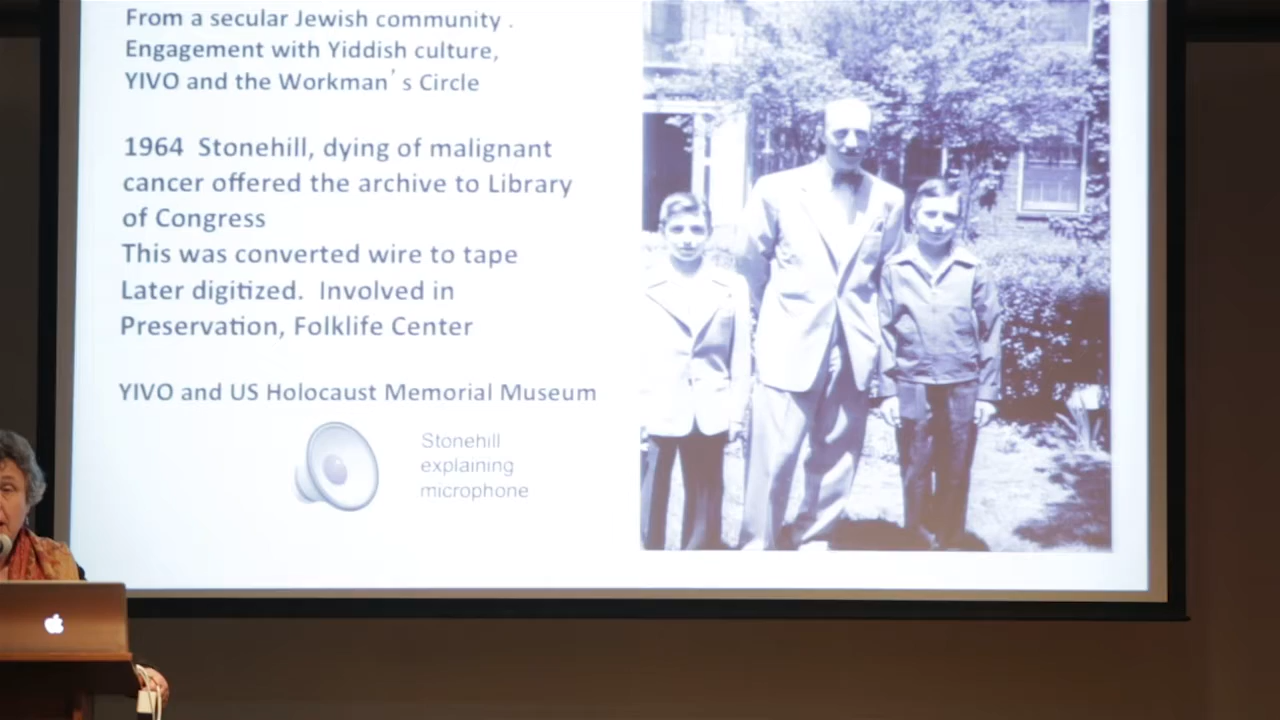 From a secular Jewish community .
Engagement with Yiddish culture,
YIVO and the Workman's Circle
1964 Stonehill, dying of malignant
cancer offered the archive to Library
of Congress
This was converted wire to tape
Later digitized. Involved in
Preservation, Folklife Center
YIVO and US Holocaust Memorial Museum
Stonehill
explaining
microphone